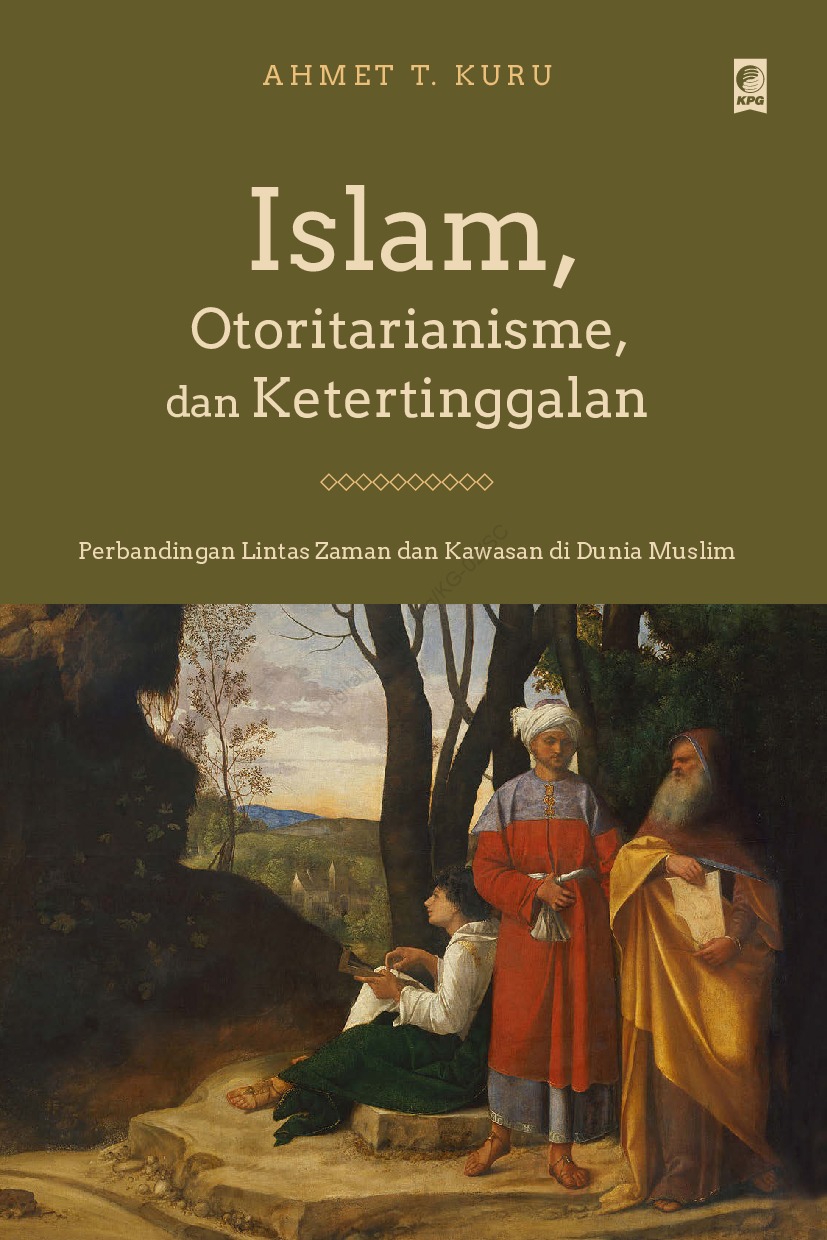 AHMET T. KURU
KPG
Islam,
Otoritarianisme,
dan Ketertinggalan
Perbandingan Lintas Zaman dan Kawasan di Dunia Muslim